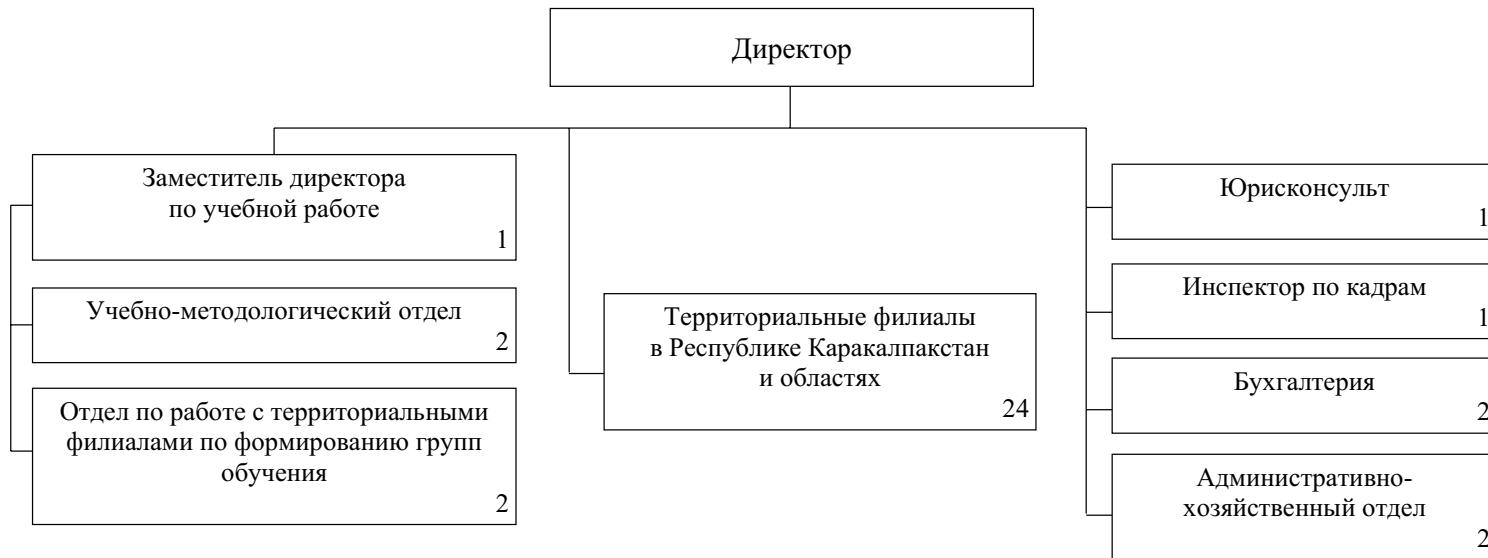 Директор
Заместитель директора
по учебной работе
1
Учебно-методологический отдел
2
Отдел по работе с территориальными
филиалами по формированию групп
обучения
2
Территориальные филиалы
в Республике Каракалпакстан
и областях
24
Юрисконсульт
1
Инспектор по кадрам
1
Бухгалтерия
2
Административно-
хозяйственный отдел
2